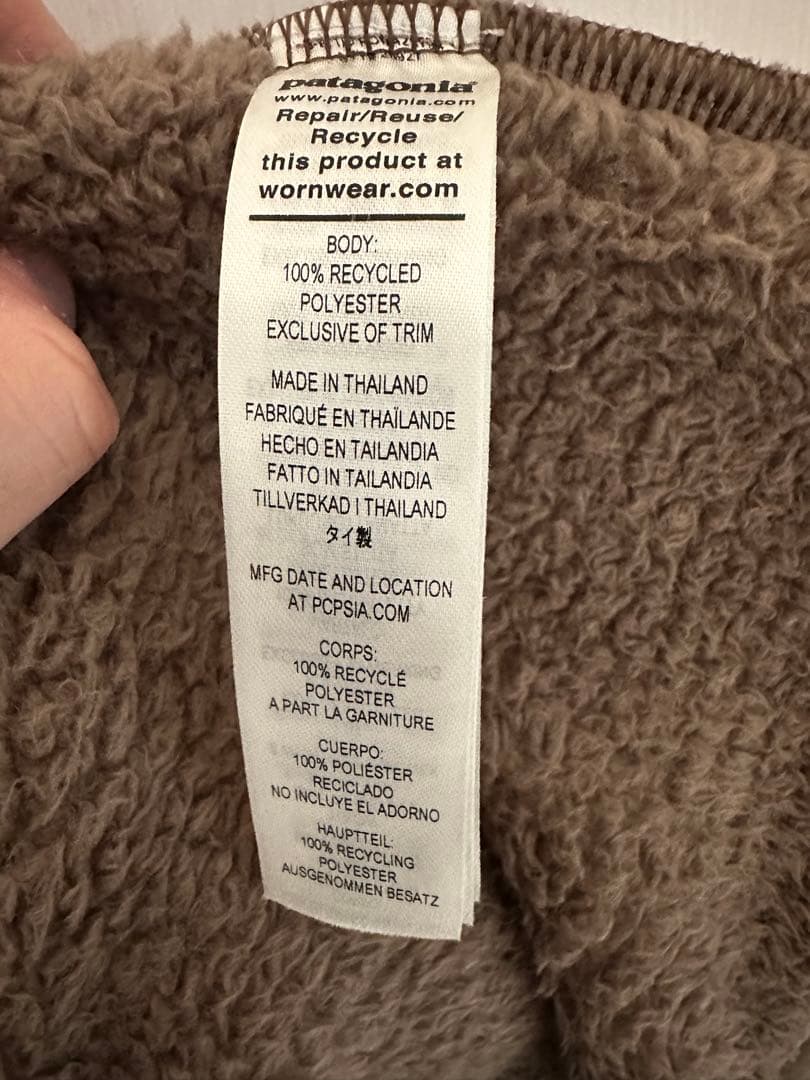 patagonia
www.patagonia.com
Repair/Reuse/
Recycle
this product at
wornwear.com
BODY:
100% RECYCLED
POLYESTER
EXCLUSIVE OF TRIM
MADE IN THAILAND
FABRIQUÉ EN THAÏLANDE
HECHO EN TAILANDIA
FATTO IN TAILANDIA
TILLVERKAD I THAILAND
タイ製
MFG DATE AND LOCATION
AT PCPSIA.COM
CORPS:
100% RECYCLÉ
POLYESTER
A PART LA GARNITURE
CUERPO:
100% POLIÉSTER
RECICLADO
NO INCLUYE EL ADORNO
HAUPTTEIL:
100% RECYCLING
POLYESTER
AUSGENOMMEN BESATZ